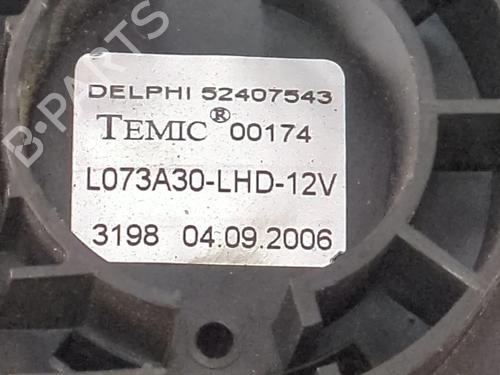 B-PARTS
DELPHI 52407543
TEMIC® 00174
L073A30-LHD-12V
3198 04.09.2006